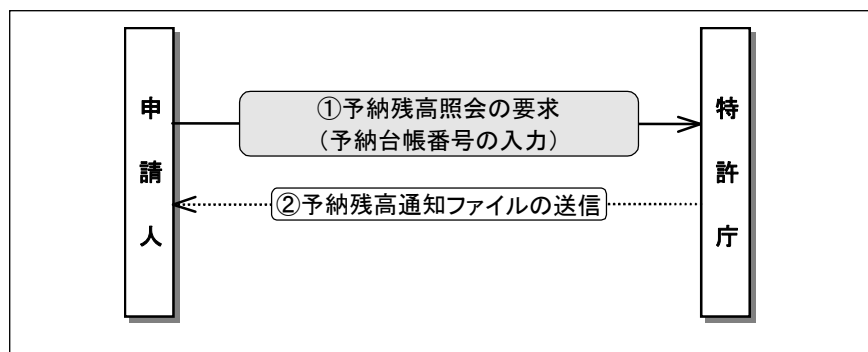 申請人
①予納残高照会の要求
（予納台帳番号の入力）
②予納残高通知ファイルの送信
特許庁